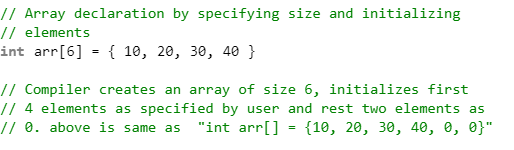 // Array declaration by specifying size and initializing
// elements
int arr[6] = { 10, 20, 30, 40 }
// Compiler creates an array of size 6, initializes first
// 4 elements as specified by user and rest two elements as
// 0. above is same as  "int arr[] = {10, 20, 30, 40, 0, 0}"